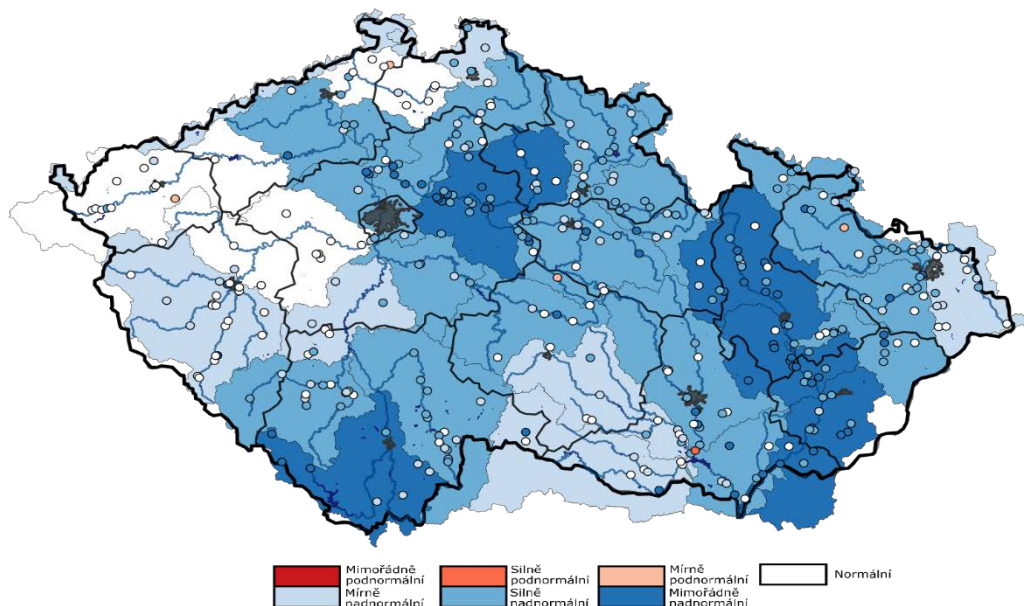 Mimořádně
podnormální
Silně
podnormální
Mírně
podnormální
Normální
Mírně
nadnormální
Silně
nadnormální
Mimořádně
nadnormální